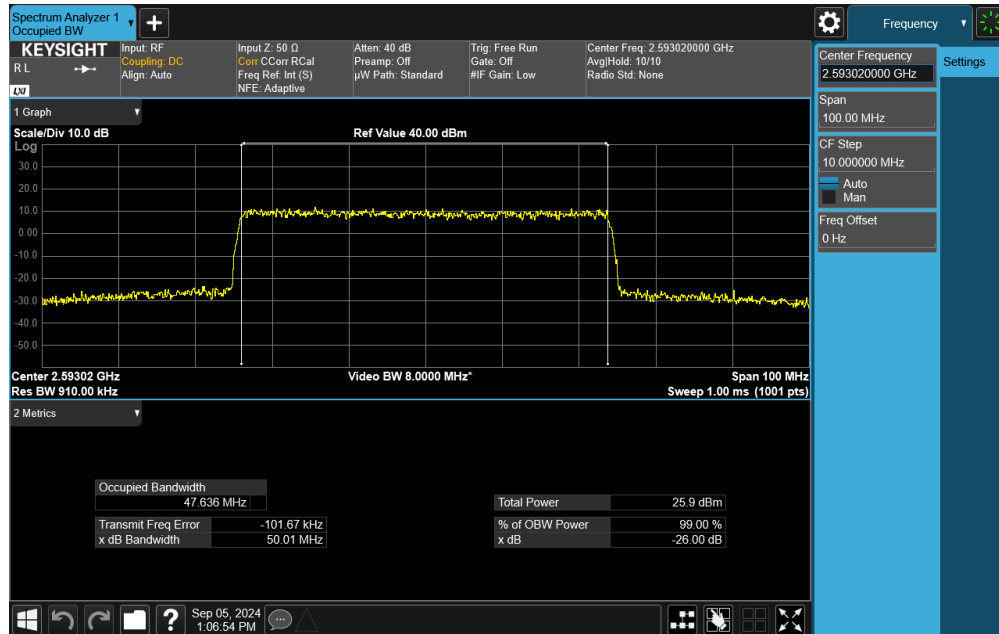 Spectrum Analyzer 1
Occupied BW
KEYSIGHT
R L
LXI
Input: RF
Coupling: DC
Align: Auto
Input Z: 50 Ω
Corr CCorr RCal
Freq Ref: Int (S)
NFE: Adaptive
Atten: 40 dB
Preamp: Off
µW Path: Standard
Trig: Free Run
Gate: Off
#IF Gain: Low
Center Freq: 2.593020000 GHz
Avg|Hold: 10/10
Radio Std: None
1 Graph
Scale/Div 10.0 dB
Ref Value 40.00 dBm
Log
30.0
20.0
10.0
0.00
-10.0
-20.0
-30.0
-40.0
-50.0
Center 2.59302 GHz
Video BW 8.0000 MHz*
Span 100 MHz
Res BW 910.00 kHz
Sweep 1.00 ms (1001 pts)
2 Metrics
Occupied Bandwidth
47.636 MHz
Transmit Freq Error -101.67 kHz
x dB Bandwidth 50.01 MHz
Total Power 25.9 dBm
% of OBW Power 99.00 %
x dB -26.00 dB
Sep 05, 2024
1:06:54 PM
Frequency
Settings
Center Frequency
2.593020000 GHz
Span
100.00 MHz
CF Step
10.000000 MHz
Auto
Man
Freq Offset
0 Hz